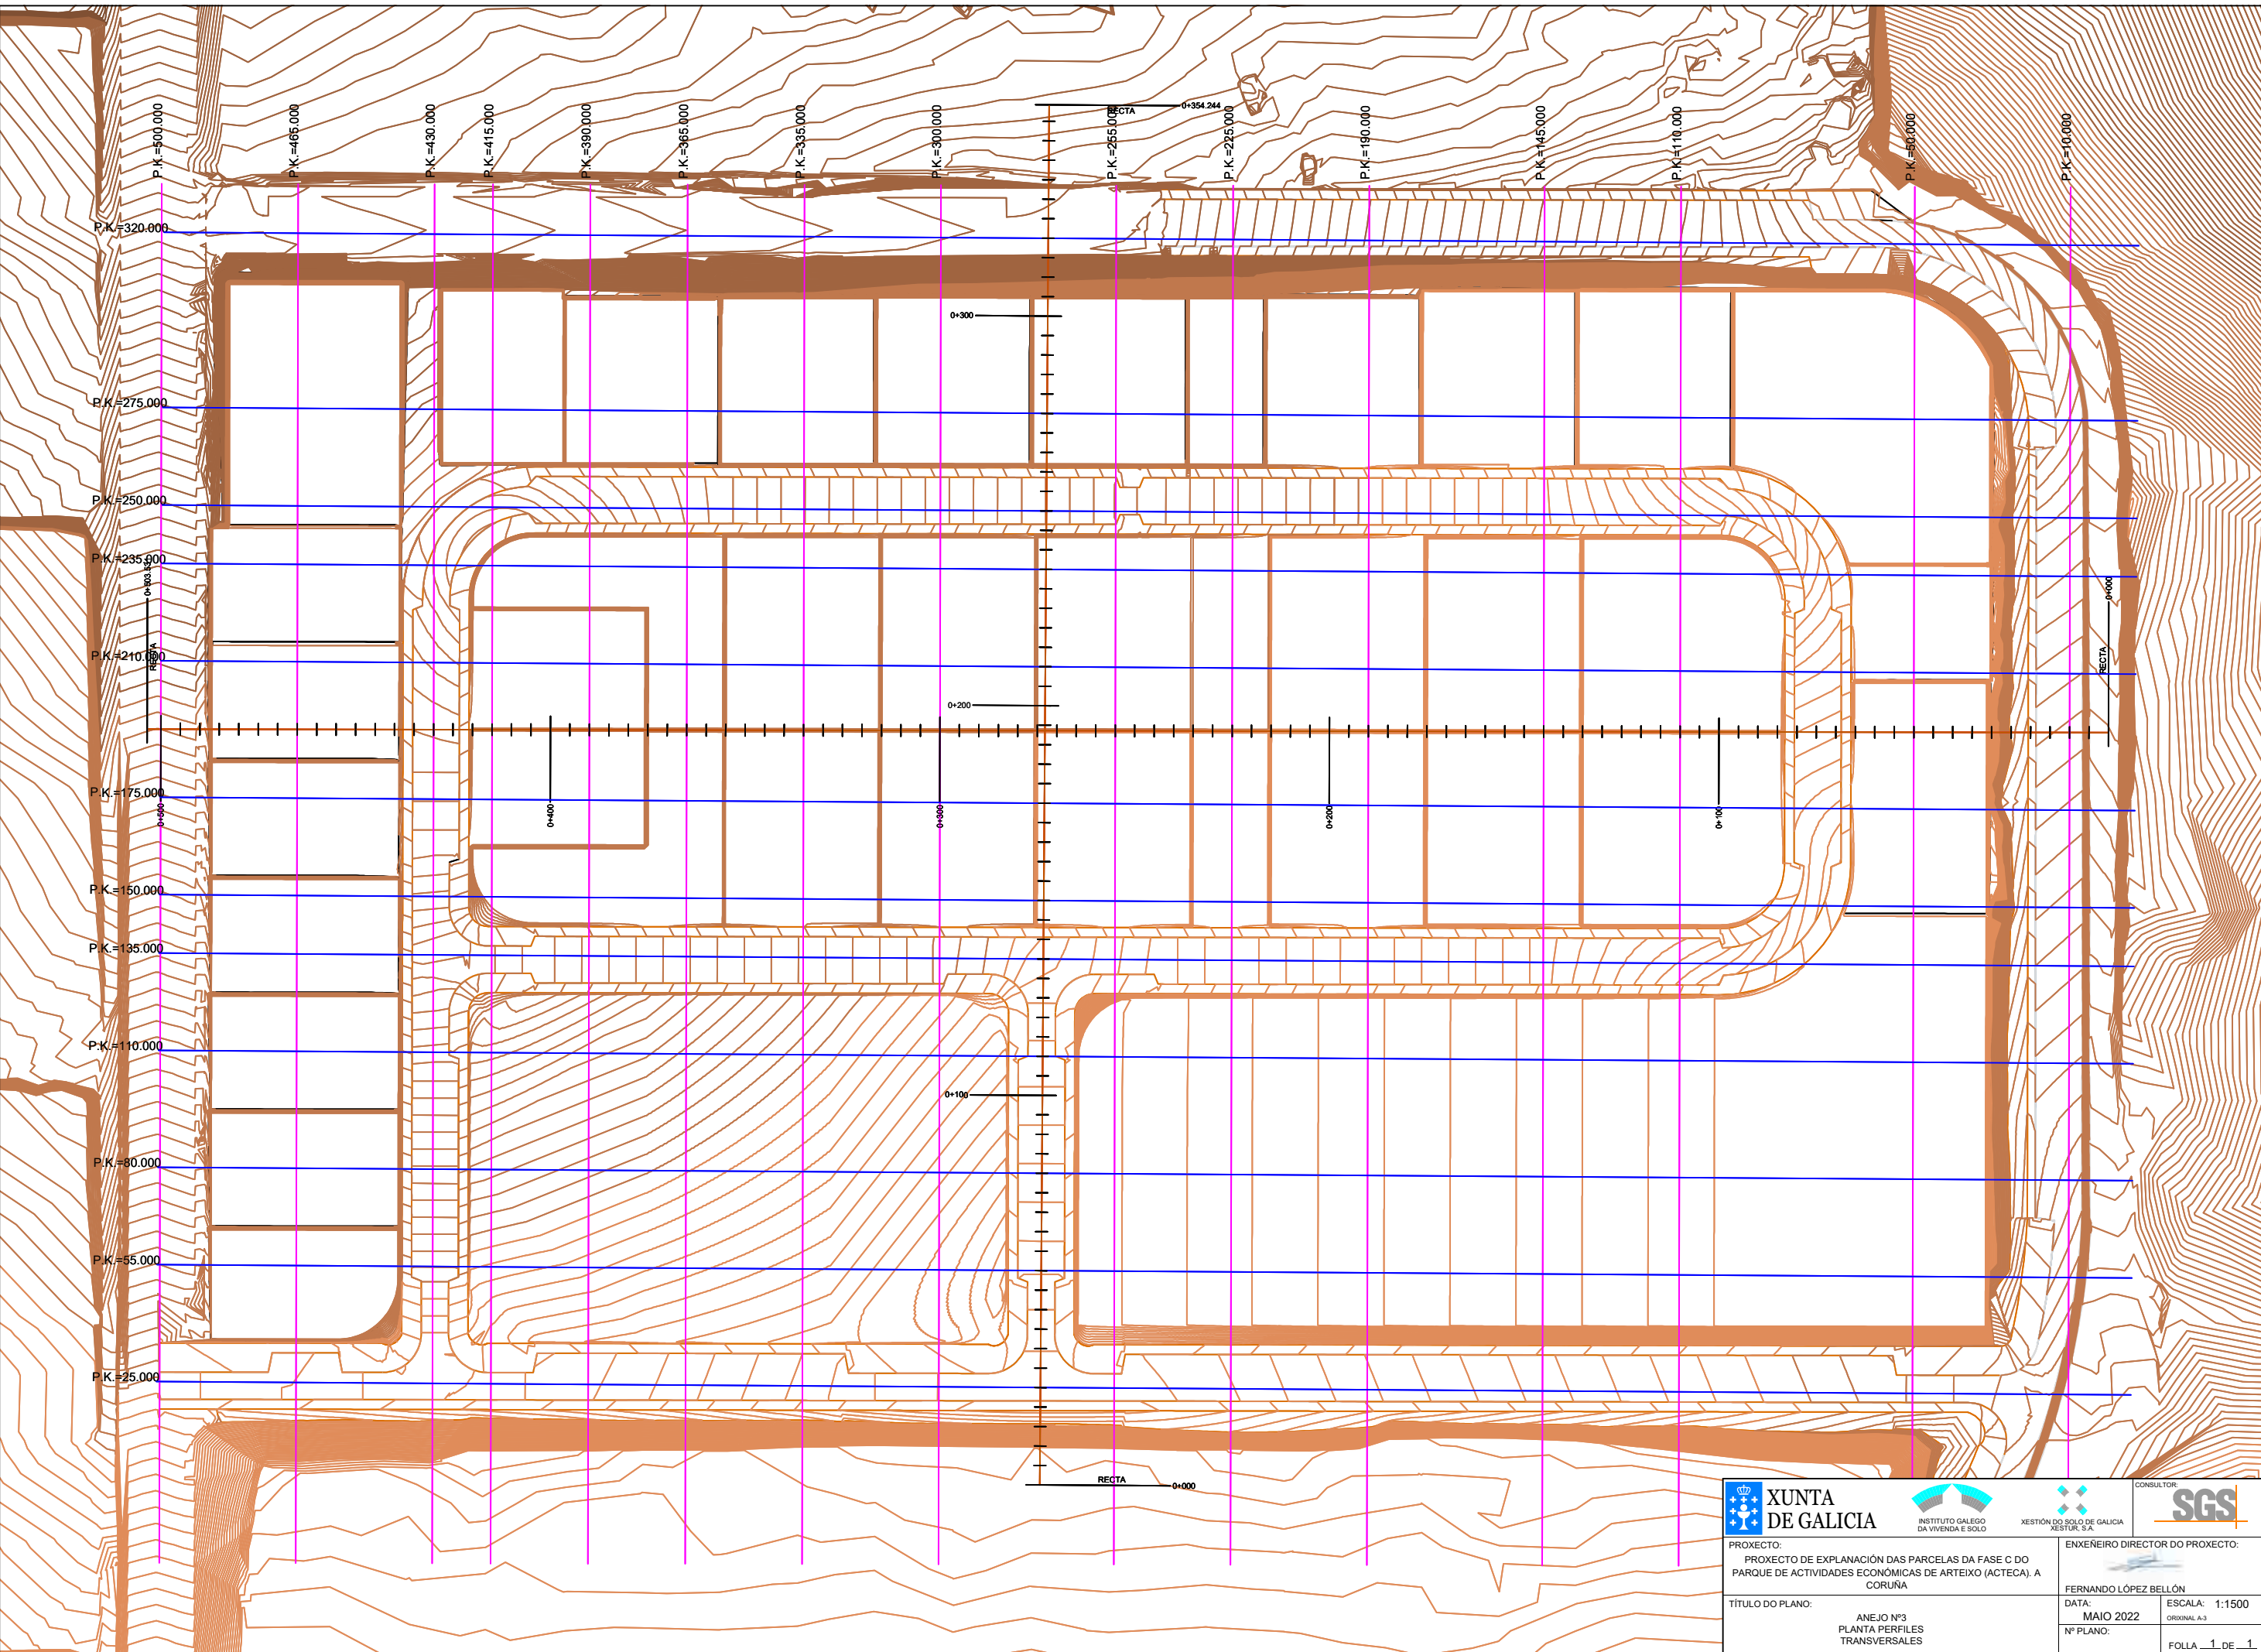 0+354.244
RECTA
P.K.=500.000
P.K.=465.000
P.K.=430.000
P.K.=415.000
P.K.=390.000
P.K.=365.000
P.K.=335.000
P.K.=300.000
P.K.=255.000
P.K.=225.000
P.K.=190.000
P.K.=145.000
P.K.=110.000
P.K.=50.000
P.K.=10.000
P.K.=320.000
0+300
P.K.=275.000
P.K.=250.000
P.K.=235.000
RECTA
0+000
RECTA
P.K.=210.000
0+200
P.K.=175.000
0+500
0+400
0+300
0+200
0+100
P.K.=150.000
P.K.=135.000
P.K.=110.000
0+100
P.K.=80.000
P.K.=55.000
P.K.=25.000
RECTA
0+000
XUNTA
DE GALICIA
INSTITUTO GALEGO
DA VIVENDA E SOLO
XESTIÓN DO SOLO DE GALICIA
XESTUR, S.A.
CONSULTOR:
SGS
PROXECTO:
PROXECTO DE EXPLANACIÓN DAS PARCELAS DA FASE C DO
PARQUE DE ACTIVIDADES ECONÓMICAS DE ARTEIXO (ACTECA). A
CORUÑA
ENXEÑEIRO DIRECTOR DO PROXECTO:
FERNANDO LÓPEZ BELLÓN
TÍTULO DO PLANO:
ANEJO Nº3
PLANTA PERFILES
TRANSVERSALES
DATA:
MAIO 2022
ESCALA: 1:1500
ORIXINAL A-3
Nº PLANO:
FOLLA 1 DE 1